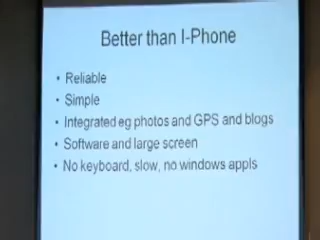 Better than I-Phone
• Reliable
• Simple
• Integrated eg photos and GPS and blogs
• Software and large screen
• No keyboard, slow, no windows appls